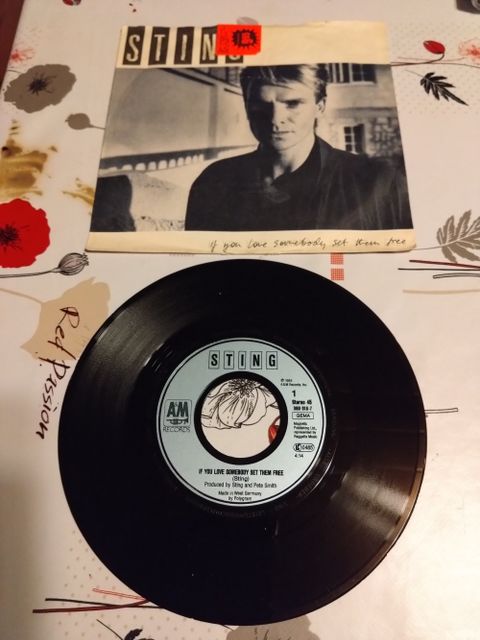 STING
if you love somebody set them free
Red Passion
STING
A&M
RECORDS
1
Stereo 45
GEMA
4:14
IF YOU LOVE SOMEBODY SET THEM FREE
(Sting)
Produced by Sting and Pete Smith
Made in West Germany
by Polygram